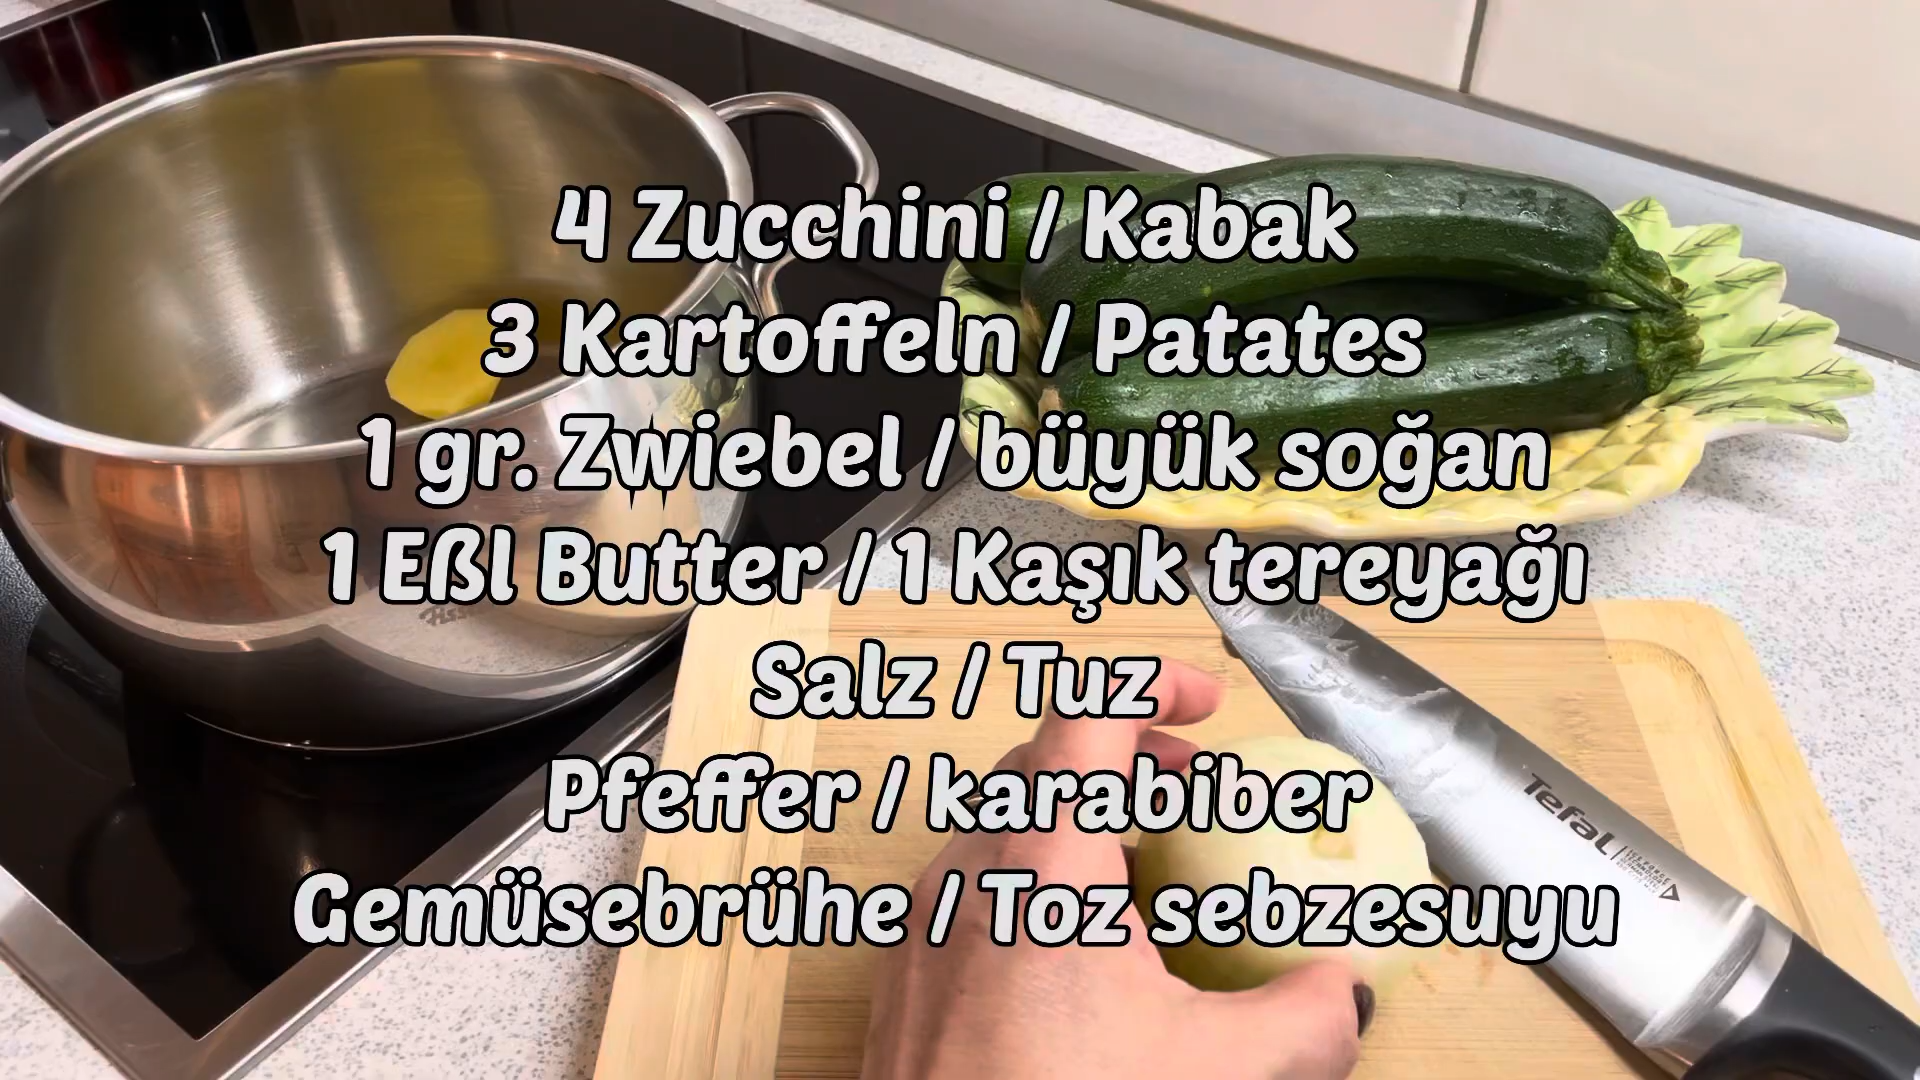 4 Zucchini / Kabak
3 Kartoffeln / Patates
1 gr. Zwiebel / büyük soğan
1 Eßl Butter / 1 Kaşık tereyağı
Salz / Tuz
Pfeffer / karabiber
Gemüsebrühe / Toz sebzesuyu
Tefal